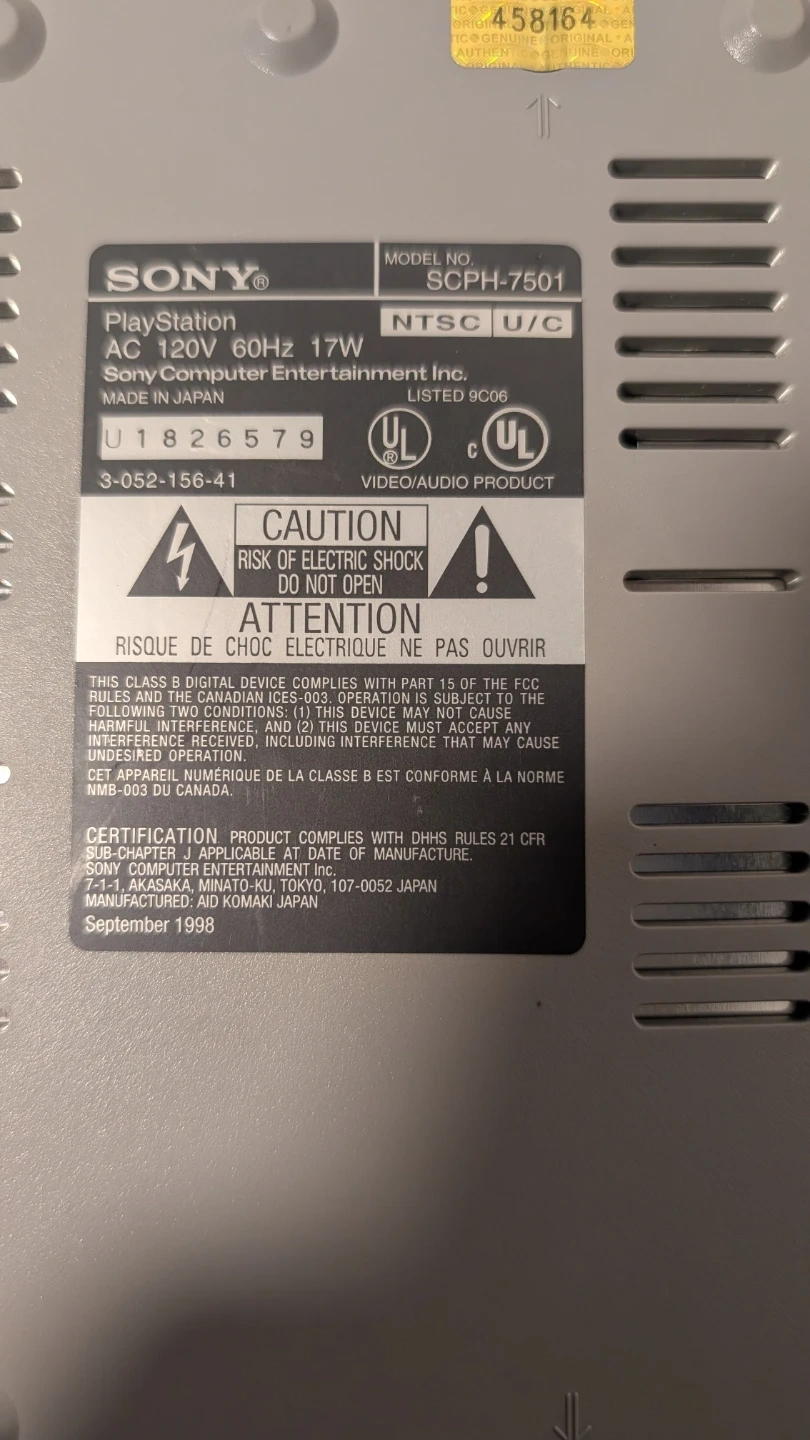 458164
GENUINE ORIGINAL
AUTHENTIC
SONY®
MODEL NO.
SCPH-7501
PlayStation
NTSC U/C
AC 120V 60Hz 17W
Sony Computer Entertainment Inc.
MADE IN JAPAN
LISTED 9C06
U1826579
UL® C UL
3-052-156-41
VIDEO/AUDIO PRODUCT
CAUTION
RISK OF ELECTRIC SHOCK
DO NOT OPEN
ATTENTION
RISQUE DE CHOC ELECTRIQUE NE PAS OUVRIR
THIS CLASS B DIGITAL DEVICE COMPLIES WITH PART 15 OF THE FCC
RULES AND THE CANADIAN ICES-003. OPERATION IS SUBJECT TO THE
FOLLOWING TWO CONDITIONS: (1) THIS DEVICE MAY NOT CAUSE
HARMFUL INTERFERENCE, AND (2) THIS DEVICE MUST ACCEPT ANY
INTERFERENCE RECEIVED, INCLUDING INTERFERENCE THAT MAY CAUSE
UNDESIRED OPERATION.
CET APPAREIL NUMÉRIQUE DE LA CLASSE B EST CONFORME À LA NORME
NMB-003 DU CANADA.
CERTIFICATION PRODUCT COMPLIES WITH DHHS RULES 21 CFR
SUB-CHAPTER J APPLICABLE AT DATE OF MANUFACTURE.
SONY COMPUTER ENTERTAINMENT Inc.
7-1-1, AKASAKA, MINATO-KU, TOKYO, 107-0052 JAPAN
MANUFACTURED: AID KOMAKI JAPAN
September 1998